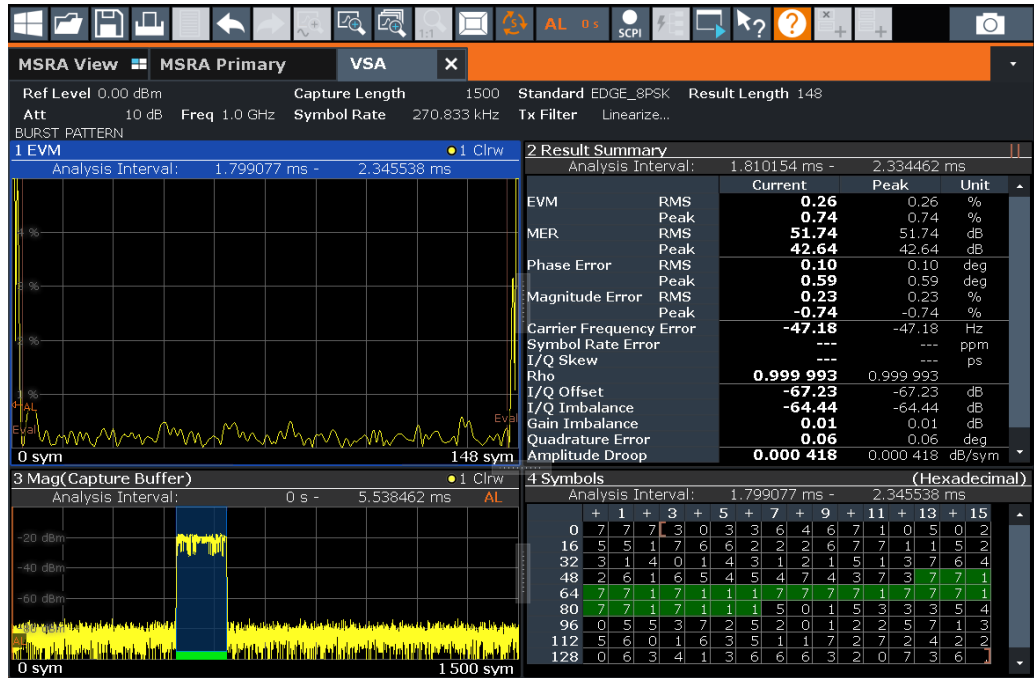 1:1 S AL 0 s SCPI ?
MSRA View MSRA Primary VSA X
Ref Level 0.00 dBm Capture Length 1500 Standard EDGE_8PSK Result Length 148
Att 10 dB Freq 1.0 GHz Symbol Rate 270.833 kHz Tx Filter Linearize...
BURST PATTERN
1 EVM 1 Clrw
Analysis Interval: 1.799077 ms - 2.345538 ms
4 %
%
%
1 %
AL
Eval Eval
0 sym 148 sym
2 Result Summary
Analysis Interval: 1.810154 ms - 2.334462 ms
Current Peak Unit
EVM RMS 0.26 0.26 %
Peak 0.74 0.74 %
MER RMS 51.74 51.74 dB
Peak 42.64 42.64 dB
Phase Error RMS 0.10 0.10 deg
Peak 0.59 0.59 deg
Magnitude Error RMS 0.23 0.23 %
Peak -0.74 -0.74 %
Carrier Frequency Error -47.18 -47.18 Hz
Symbol Rate Error --- --- ppm
I/Q Skew --- --- ps
Rho 0.999 993 0.999 993
I/Q Offset -67.23 -67.23 dB
I/Q Imbalance -64.44 -64.44 dB
Gain Imbalance 0.01 0.01 dB
Quadrature Error 0.06 0.06 deg
Amplitude Droop 0.000 418 0.000 418 dB/sym
3 Mag(Capture Buffer) 1 Clrw
Analysis Interval: 0 s - 5.538462 ms AL
-20 dBm
-40 dBm
-60 dBm
dBm
AL
0 sym 1500 sym
4 Symbols (Hexadecimal)
Analysis Interval: 1.799077 ms - 2.345538 ms
+ 1 + 3 + 5 + 7 + 9 + 11 + 13 + 15
0 7 7 7 3 0 3 3 6 4 6 7 1 0 5 0 2
16 5 5 1 7 6 6 2 2 2 6 7 7 1 1 5 2
32 3 1 4 0 1 4 3 1 2 1 5 1 3 7 6 4
48 2 6 1 6 5 4 5 4 7 4 3 7 3 7 7 1
64 7 7 1 7 1 1 1 7 7 7 7 1 7 7 7 1
80 7 7 1 7 1 1 1 5 0 1 5 3 3 3 5 4
96 0 5 5 3 7 2 5 2 0 1 2 2 5 7 1 3
112 5 6 0 1 6 3 5 1 1 7 2 7 2 4 2 2
128 0 6 3 4 1 3 6 6 6 3 2 0 7 3 6